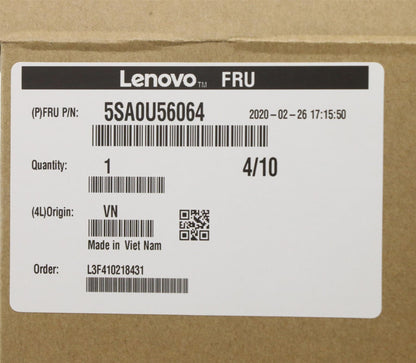 Lenovo™ FRU
(P)FRU P/N: 5SA0U56064 2020-02-26 17:15:50
Quantity: 1 4/10
(4L)Origin: VN
Made in Viet Nam
Order: L3F410218431